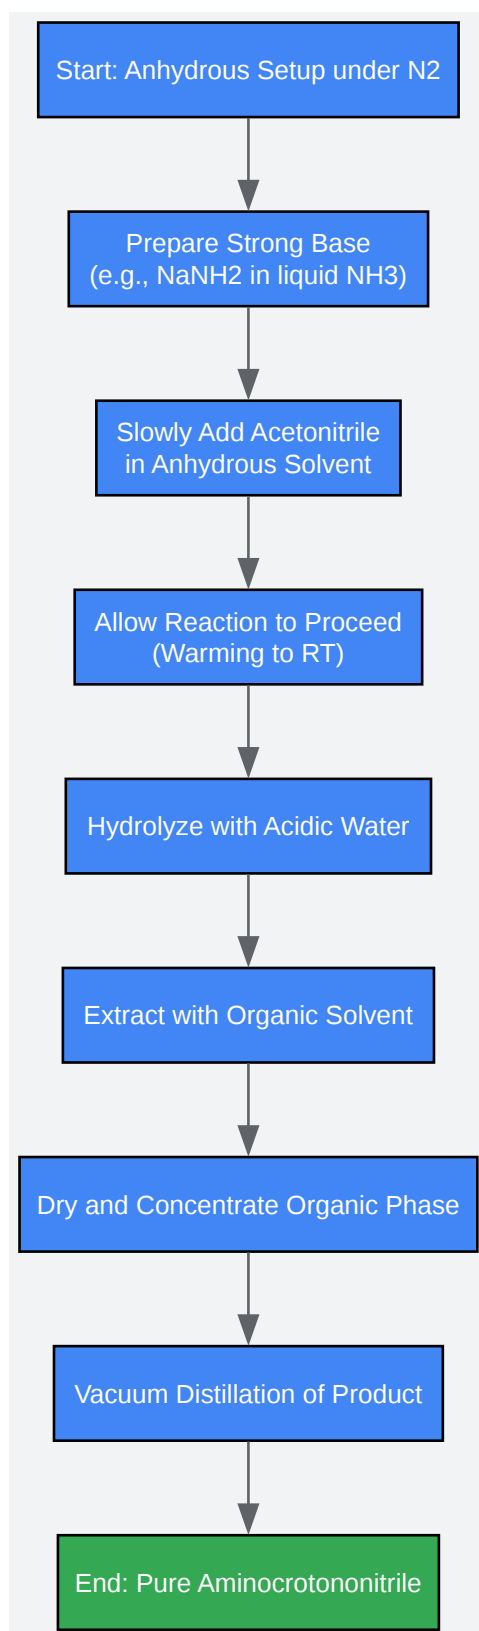 Start: Anhydrous Setup under N2
Prepare Strong Base
(e.g., NaNH2 in liquid NH3)
Slowly Add Acetonitrile
in Anhydrous Solvent
Allow Reaction to Proceed
(Warming to RT)
Hydrolyze with Acidic Water
Extract with Organic Solvent
Dry and Concentrate Organic Phase
Vacuum Distillation of Product
End: Pure Aminocrotononitrile